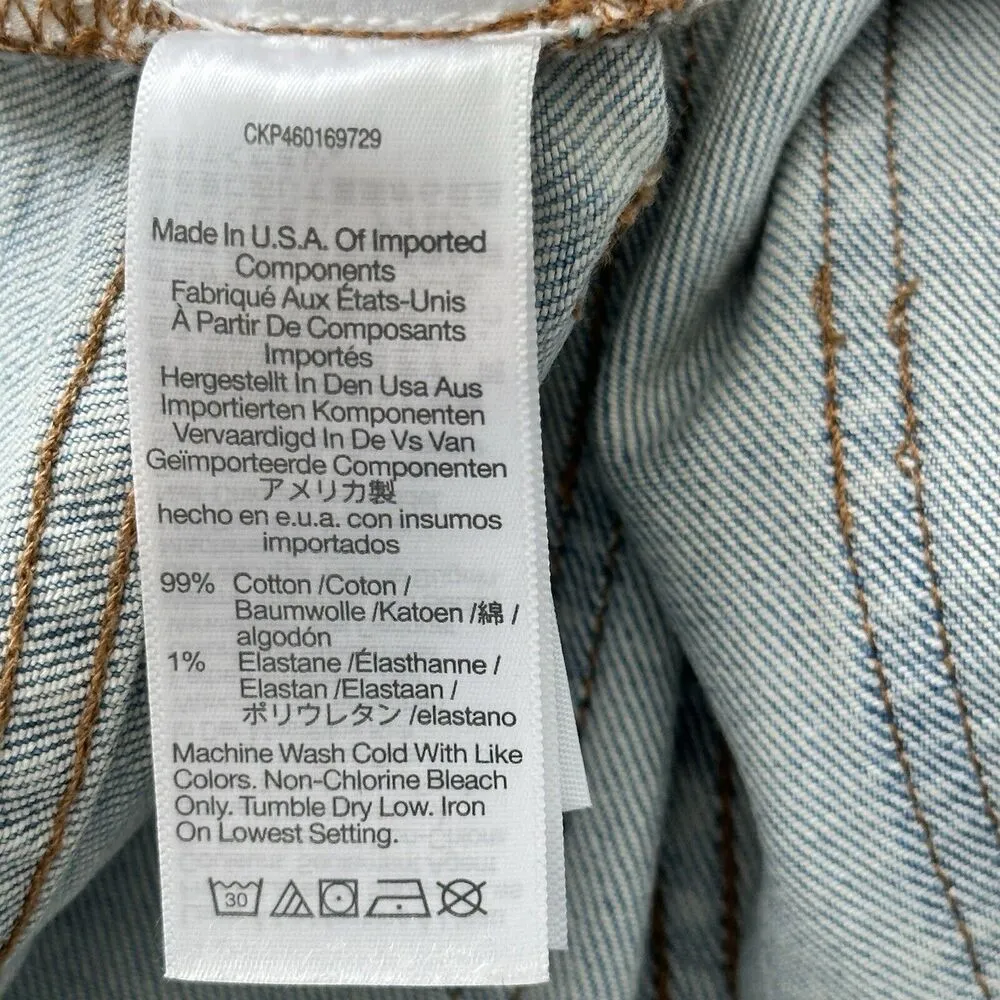 CKP460169729
Made In U.S.A. Of Imported
Components
Fabriqué Aux États-Unis
À Partir De Composants
Importés
Hergestellt In Den Usa Aus
Importierten Komponenten
Vervaardigd In De Vs Van
Geïmporteerde Componenten
アメリカ製
hecho en e.u.a. con insumos
importados
99% Cotton /Coton /
Baumwolle /Katoen /綿 /
algodón
1% Elastane /Élasthanne /
Elastan /Elastaan /
ポリウレタン /elastano
Machine Wash Cold With Like
Colors. Non-Chlorine Bleach
Only. Tumble Dry Low. Iron
On Lowest Setting.
30